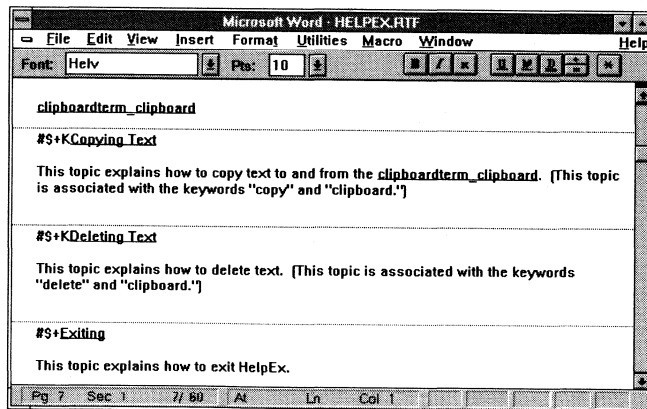 Microsoft Word - HELPEX.RTF
File Edit View Insert Format Utilities Macro Window Help
Font: Helv Pts: 10 B I K U W D
clipboardterm_clipboard
#$+KCopying Text
This topic explains how to copy text to and from the clipboardterm_clipboard. (This topic
is associated with the keywords "copy" and "clipboard.")
#$+KDeleting Text
This topic explains how to delete text. (This topic is associated with the keywords
"delete" and "clipboard.")
#$+Exiting
This topic explains how to exit HelpEx.
Pg 7 Sec 1 7/ 60 At Ln Col 1